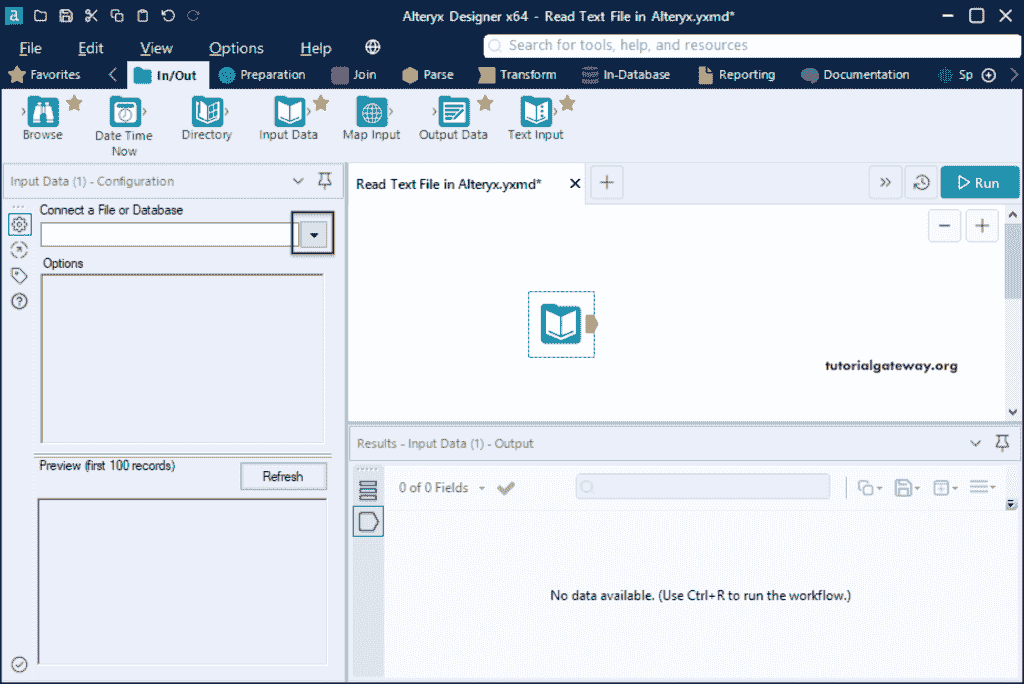 a Alteryx Designer x64 - Read Text File in Alteryx.yxmd*
File Edit View Options Help Search for tools, help, and resources
Favorites In/Out Preparation Join Parse Transform In-Database Reporting Documentation Sp
Browse Date Time Now Directory Input Data Map Input Output Data Text Input
Input Data (1) - Configuration
Read Text File in Alteryx.yxmd*
Run
Connect a File or Database
Options
tutorialgateway.org
Results - Input Data (1) - Output
Preview (first 100 records)
Refresh
0 of 0 Fields
No data available. (Use Ctrl+R to run the workflow.)